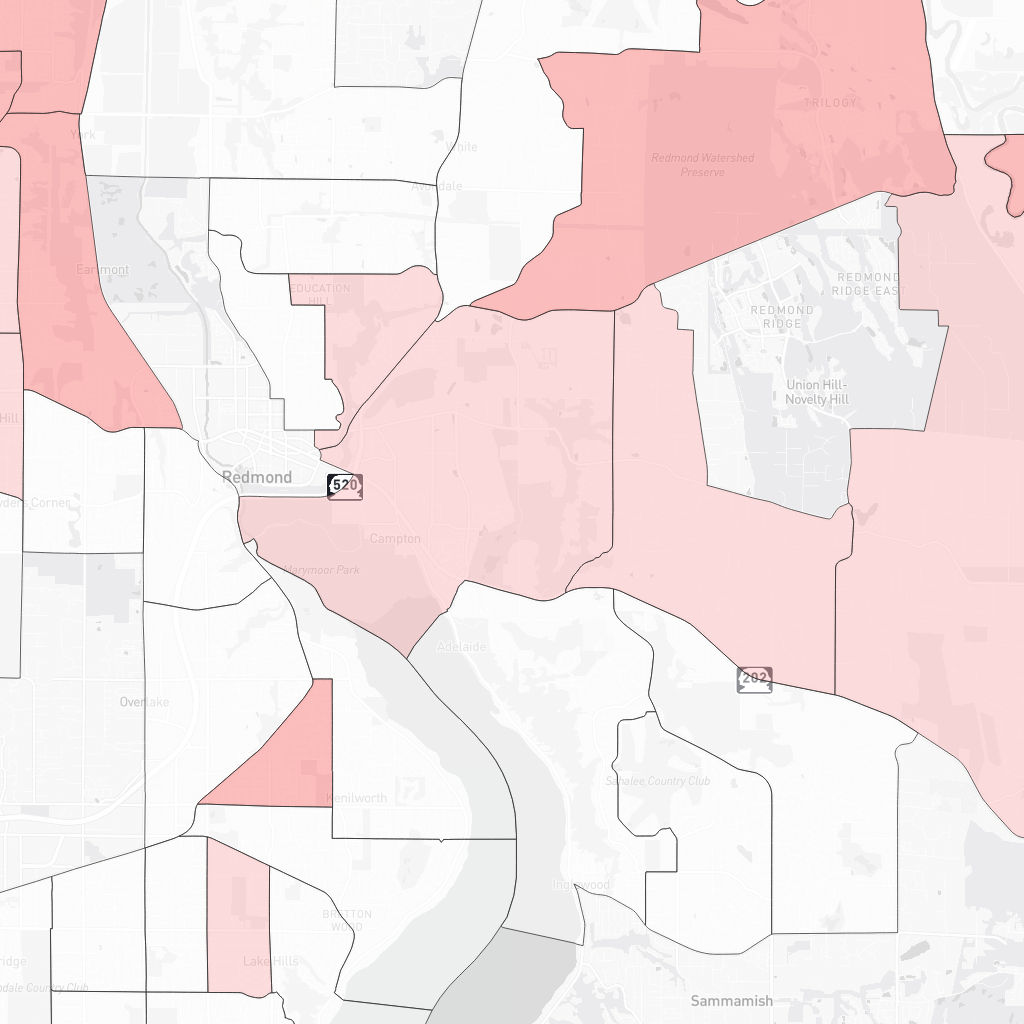 TRILOGY
York
White
Redmond Watershed
Preserve
Avondale
Earlmont
REDMOND
RIDGE EAST
EDUCATION
HILL
REDMOND
RIDGE
Union Hill-
Novelty Hill
Hill
Redmond
520
Corner
Campton
Marymoor Park
Adelaide
202
Overlake
Sahalee Country Club
Kenilworth
Inglewood
BRETTON
WOOD
ridge
Lake Hills
Country Club
Sammamish